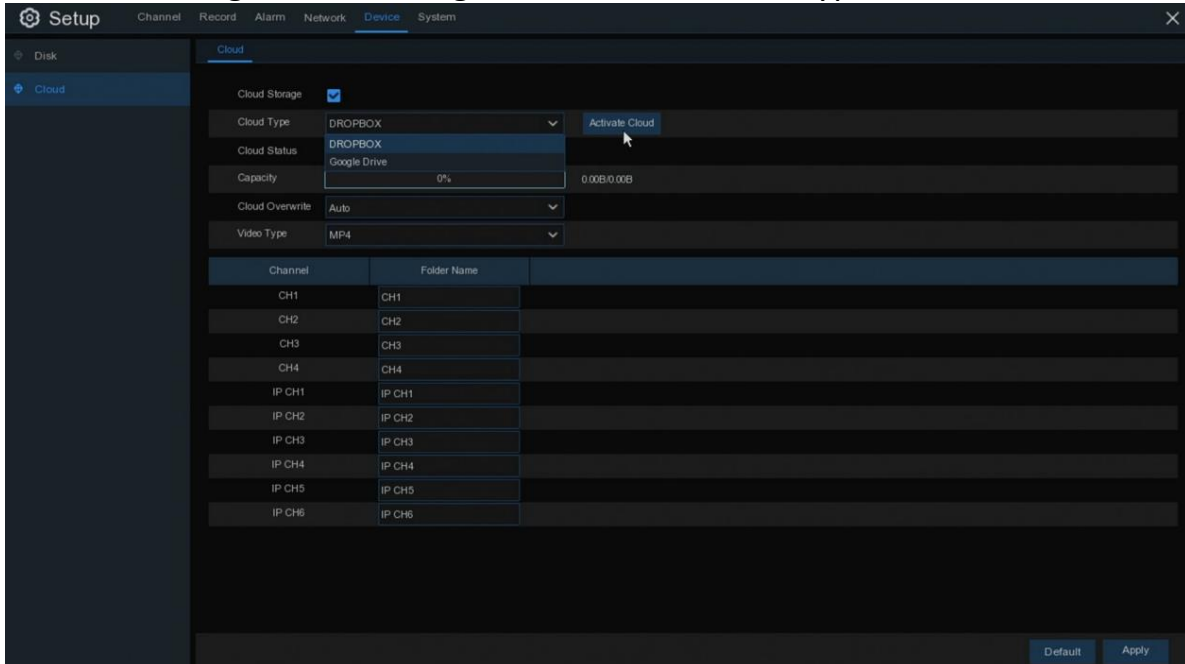 Setup Channel Record Alarm Network Device System
Disk
Cloud
Cloud
Cloud Storage
Cloud Type DROPBOX Activate Cloud
DROPBOX
Cloud Status
Google Drive
Capacity 0% 0.00B/0.00B
Cloud Overwrite Auto
Video Type MP4
Channel Folder Name
CH1 CH1
CH2 CH2
CH3 CH3
CH4 CH4
IP CH1 IP CH1
IP CH2 IP CH2
IP CH3 IP CH3
IP CH4 IP CH4
IP CH5 IP CH5
IP CH6 IP CH6
Default Apply